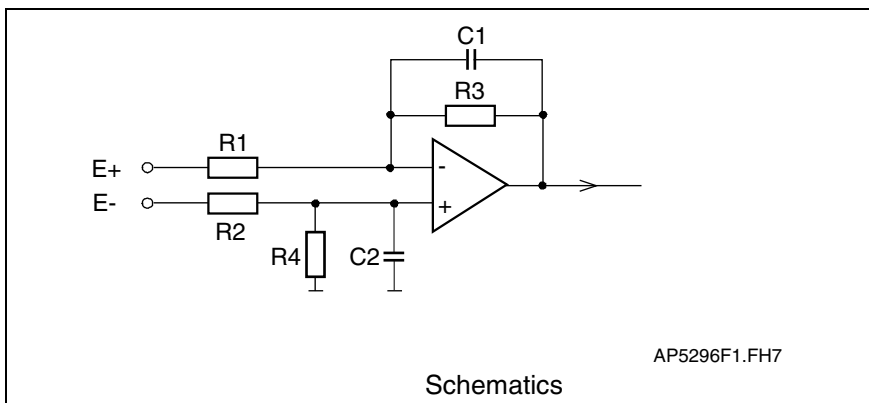 C1
R3
R1
E+
-
E-
+
R2
R4
C2
AP5296F1.FH7
Schematics